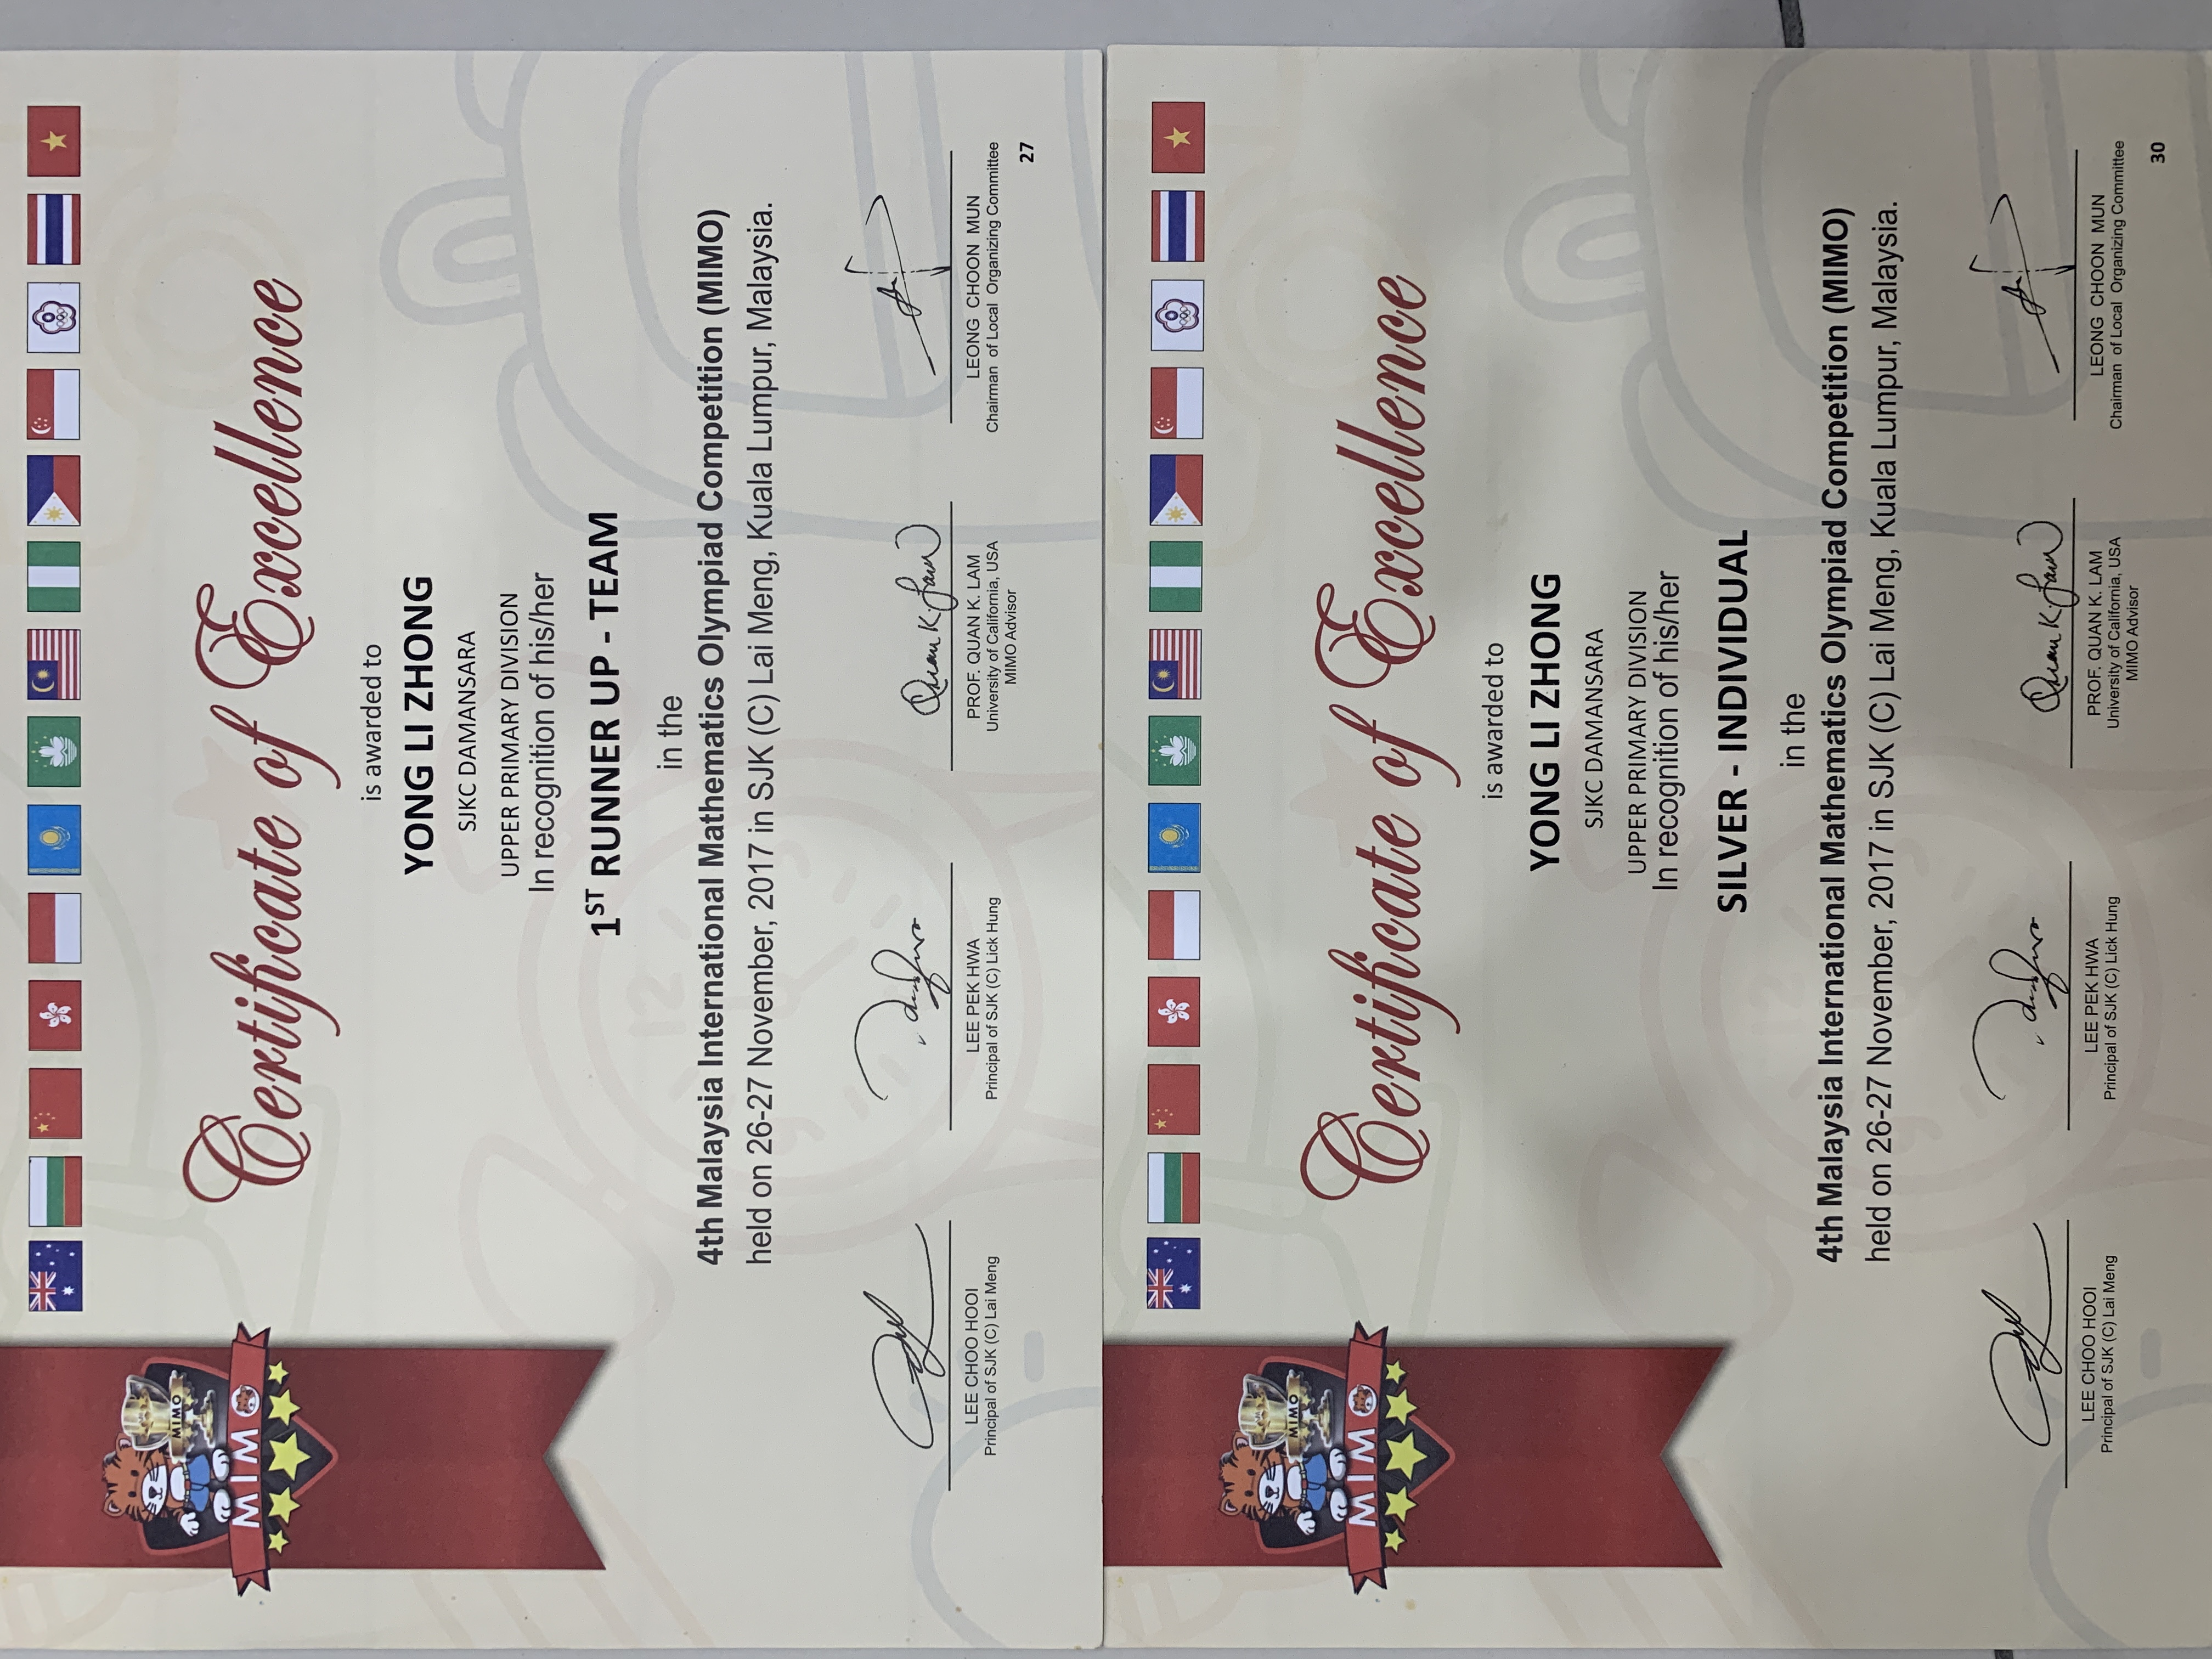 MIMO
MIMO
Certificate of Excellence
is awarded to
YONG LI ZHONG
SJKC DAMANSARA
UPPER PRIMARY DIVISION
In recognition of his/her
1ST RUNNER UP - TEAM
in the
4th Malaysia International Mathematics Olympiad Competition (MIMO)
held on 26-27 November, 2017 in SJK (C) Lai Meng, Kuala Lumpur, Malaysia.
Quan K. Lam
LEE CHOO HOOI
Principal of SJK (C) Lai Meng
LEE PEK HWA
Principal of SJK (C) Lick Hung
PROF. QUAN K. LAM
University of California, USA
MIMO Advisor
LEONG CHOON MUN
Chairman of Local Organizing Committee
27
MIMO
MIMO
Certificate of Excellence
is awarded to
YONG LI ZHONG
SJKC DAMANSARA
UPPER PRIMARY DIVISION
In recognition of his/her
SILVER - INDIVIDUAL
in the
4th Malaysia International Mathematics Olympiad Competition (MIMO)
held on 26-27 November, 2017 in SJK (C) Lai Meng, Kuala Lumpur, Malaysia.
Quan K. Lam
LEE CHOO HOOI
Principal of SJK (C) Lai Meng
LEE PEK HWA
Principal of SJK (C) Lick Hung
PROF. QUAN K. LAM
University of California, USA
MIMO Advisor
LEONG CHOON MUN
Chairman of Local Organizing Committee
30